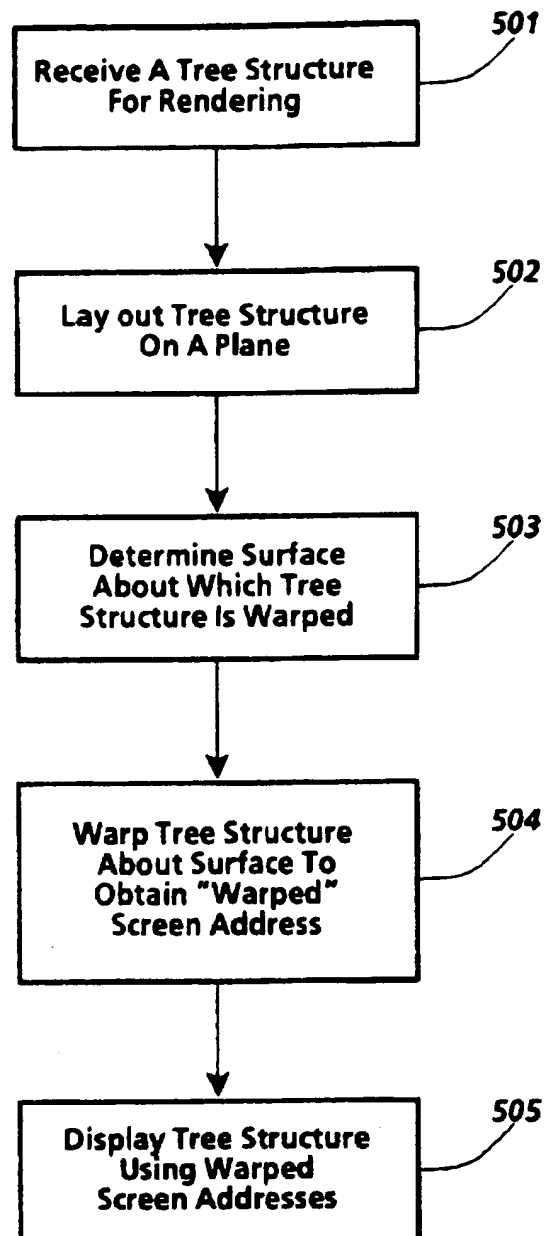 501
Receive A Tree Structure
For Rendering
502
Lay out Tree Structure
On A Plane
503
Determine Surface
About Which Tree
Structure Is Warped
504
Warp Tree Structure
About Surface To
Obtain "Warped"
Screen Address
505
Display Tree Structure
Using Warped
Screen Addresses